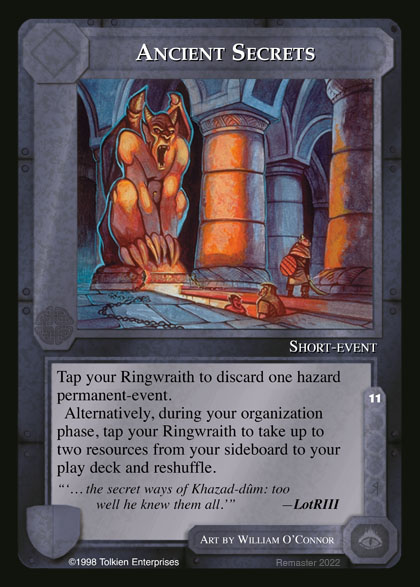 ANCIENT SECRETS
SHORT-EVENT
Tap your Ringwraith to discard one hazard
permanent-event.
Alternatively, during your organization
phase, tap your Ringwraith to take up to
two resources from your sideboard to your
play deck and reshuffle.
“‘… the secret ways of Khazad-dûm: too
well he knew them all.’” —LotRIII
11
ART BY WILLIAM O’CONNOR
©1998 Tolkien Enterprises
Remaster 2022